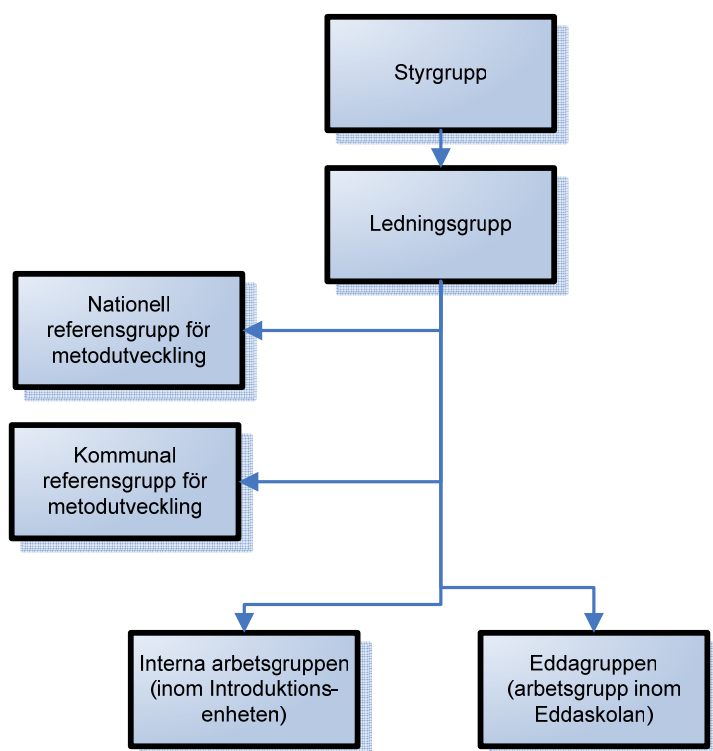 Styrgrupp
Ledningsgrupp
Nationell
referensgrupp för
metodutveckling
Kommunal
referensgrupp för
metodutveckling
Interna arbetsgruppen
(inom Introduktions-
enheten)
Eddagruppen
(arbetsgrupp inom
Eddaskolan)